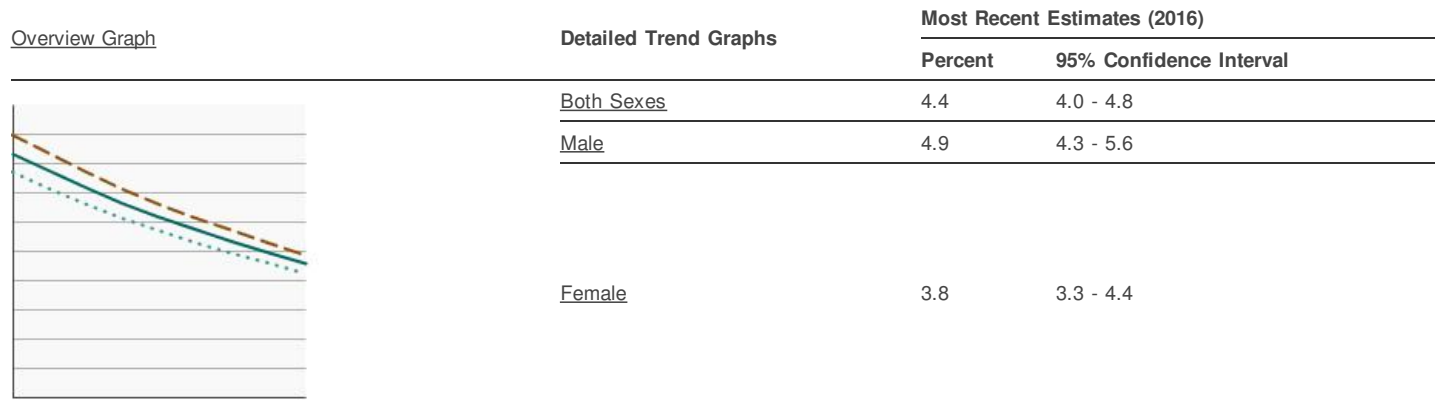 Overview Graph
Detailed Trend Graphs
Most Recent Estimates (2016)
Percent 95% Confidence Interval
Both Sexes 4.4 4.0 - 4.8
Male 4.9 4.3 - 5.6
Female 3.8 3.3 - 4.4